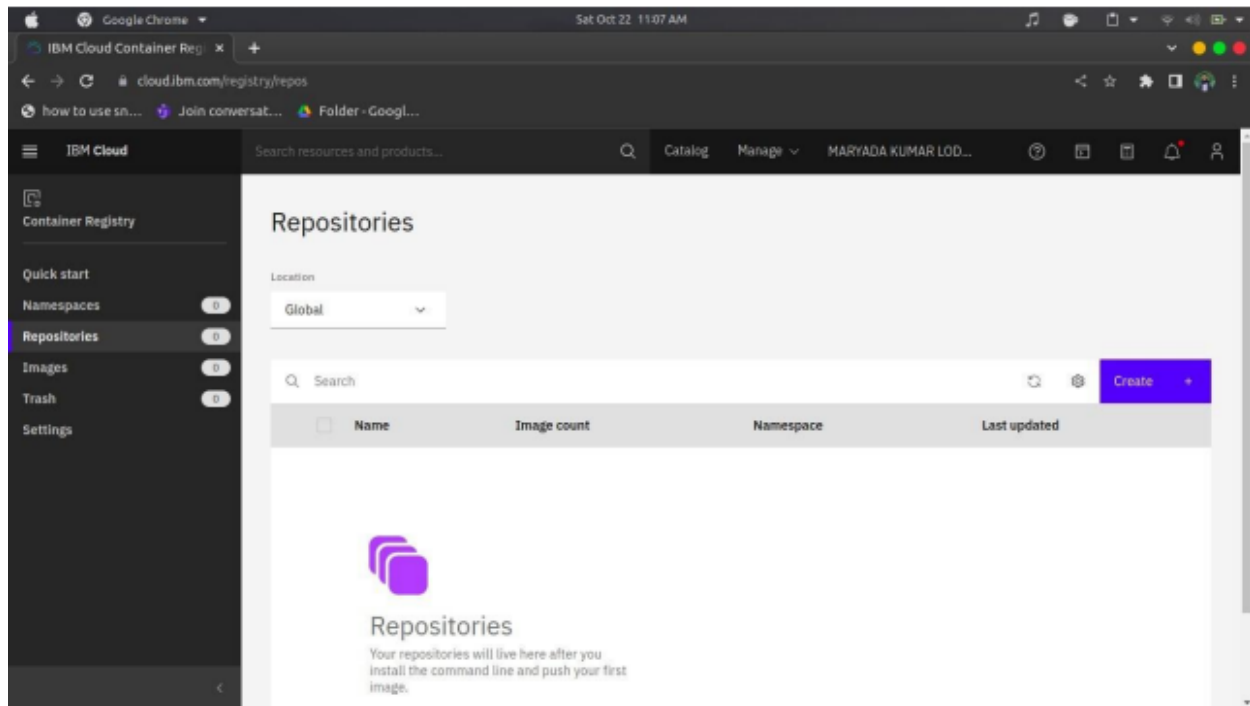 Google Chrome
Sat Oct 22 11:07 AM
IBM Cloud Container Regi
cloud.ibm.com/registry/repos
how to use sn... Join conversat... Folder - Googl...
IBM Cloud
Search resources and products...
Catalog
Manage
MARYADA KUMAR LOD...
Container Registry
Quick start
Namespaces 0
Repositories 0
Images 0
Trash 0
Settings
Repositories
Location
Global
Search
Create +
Name Image count Namespace Last updated
Repositories
Your repositories will live here after you
install the command line and push your first
image.